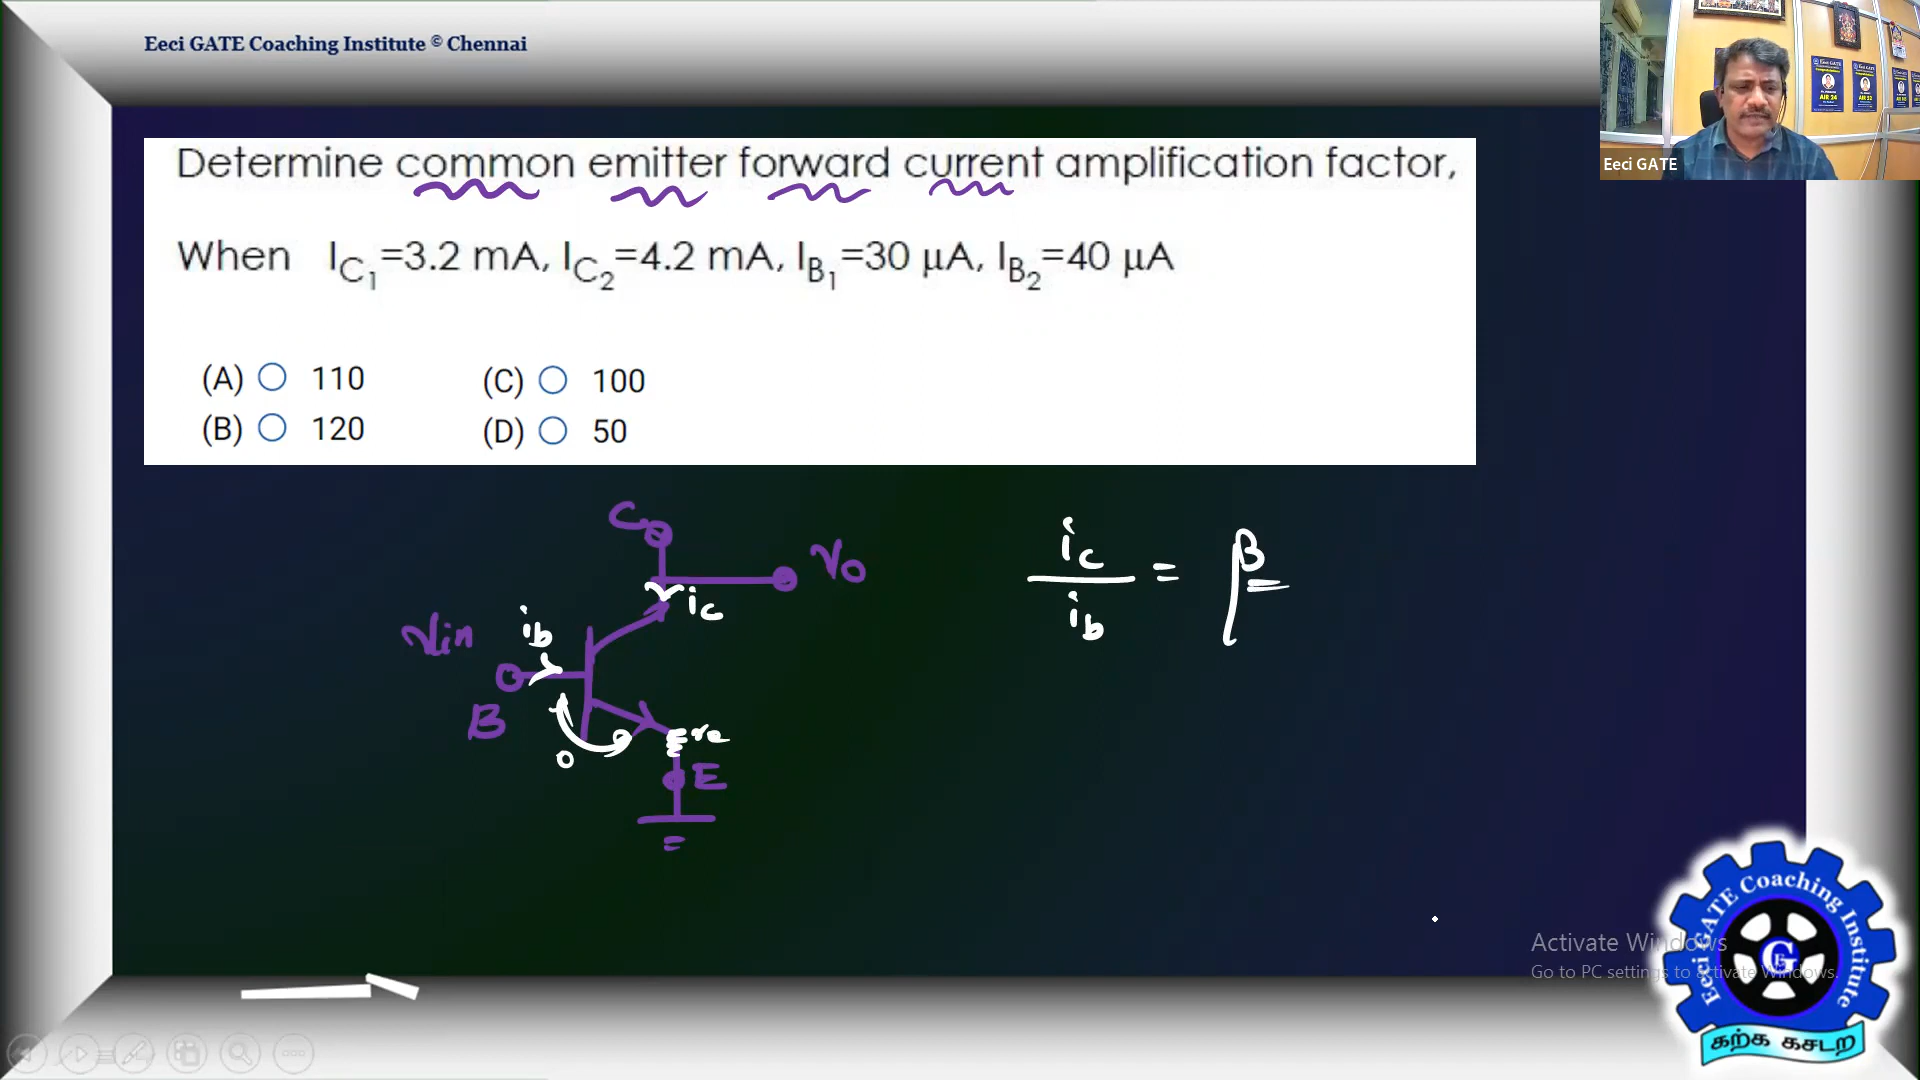 Eeci GATE Coaching Institute © Chennai
Eeci GATE
Determine common emitter forward current amplification factor,
When I_C₁=3.2 mA, I_C₂=4.2 mA, I_B₁=30 μA, I_B₂=40 μA
(A) 110
(C) 100
(B) 120
(D) 50
C
Vo
ic
Vin
ib
B
re
E
ic
ib
= β
Activate Windows
Go to PC settings to activate Windows.
Eeci GATE Coaching Institute
G
கற்க கசடற